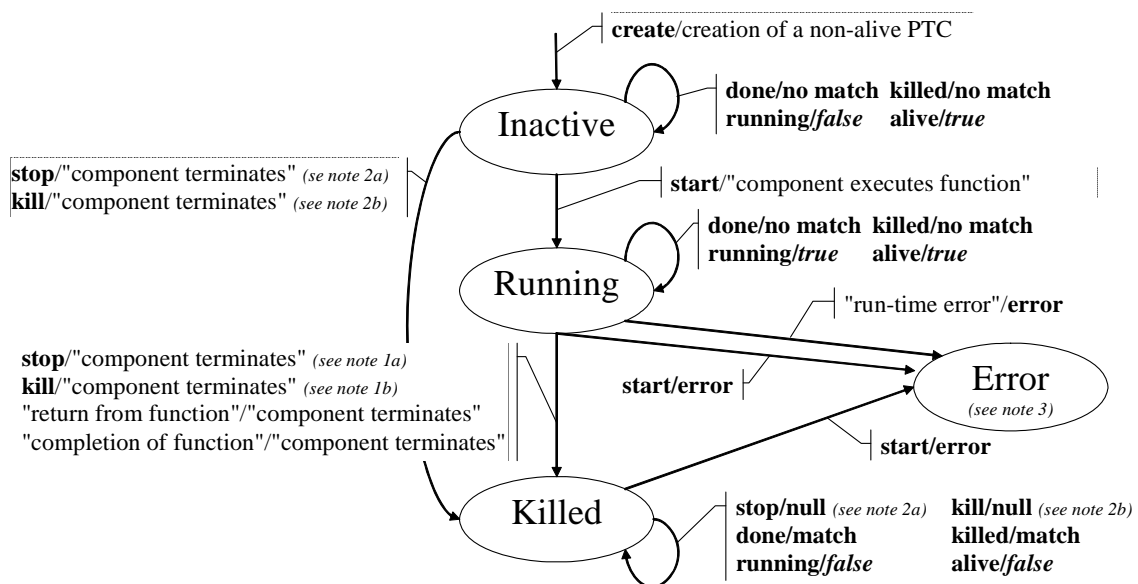 create/creation of a non-alive PTC
done/no match killed/no match
running/false alive/true
Inactive
stop/"component terminates" (se note 2a)
kill/"component terminates" (see note 2b)
start/"component executes function"
done/no match killed/no match
running/true alive/true
Running
"run-time error"/error
stop/"component terminates" (see note 1a)
kill/"component terminates" (see note 1b)
"return from function"/"component terminates"
"completion of function"/"component terminates"
start/error
Error
(see note 3)
start/error
Killed
stop/null (see note 2a) kill/null (see note 2b)
done/match killed/match
running/false alive/false